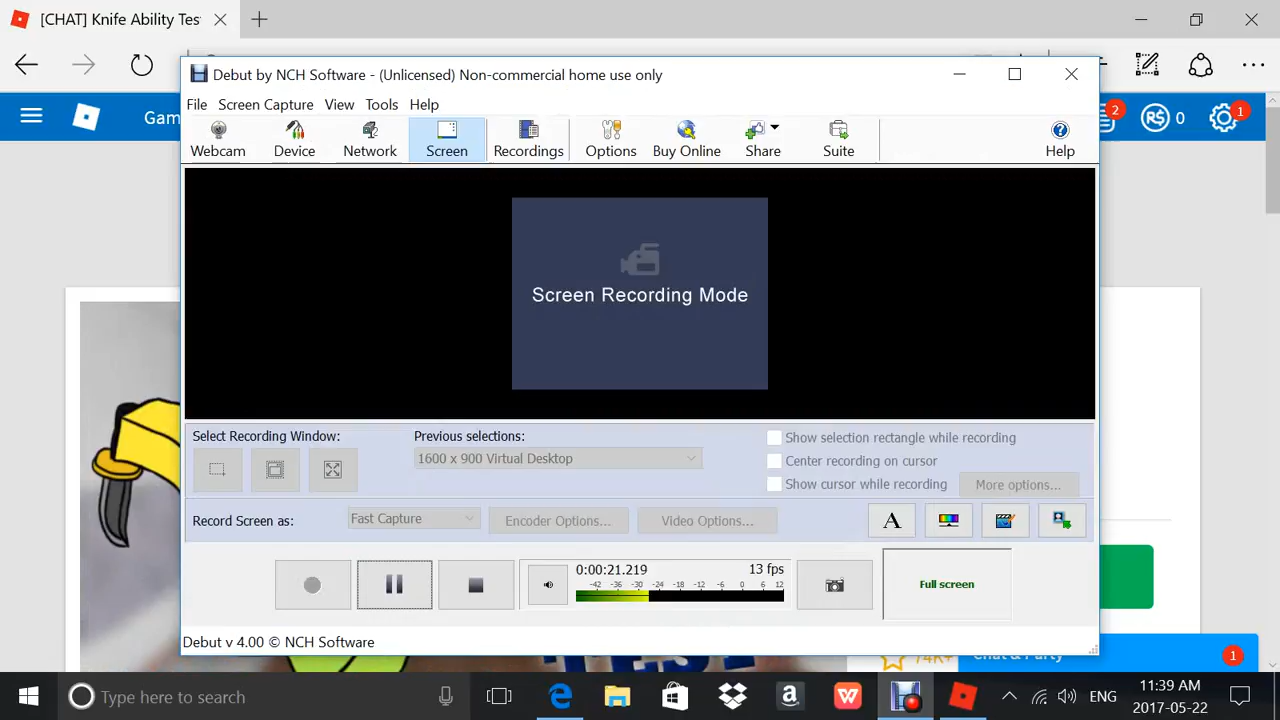 [CHAT] Knife Ability Tes
Debut by NCH Software - (Unlicensed) Non-commercial home use only
File Screen Capture View Tools Help
Gam
2
R$ 0
1
Webcam Device Network Screen Recordings Options Buy Online Share Suite Help
Screen Recording Mode
Select Recording Window:
Previous selections:
1600 x 900 Virtual Desktop
Show selection rectangle while recording
Center recording on cursor
Show cursor while recording
More options...
Record Screen as:
Fast Capture
Encoder Options...
Video Options...
A
0:00:21.219 13 fps
-42 -36 -30 -24 -18 -12 -6 0 6 12
Full screen
Debut v 4.00 © NCH Software
TEST
74K+
Chat & Party
1
Type here to search
ENG
11:39 AM
2017-05-22